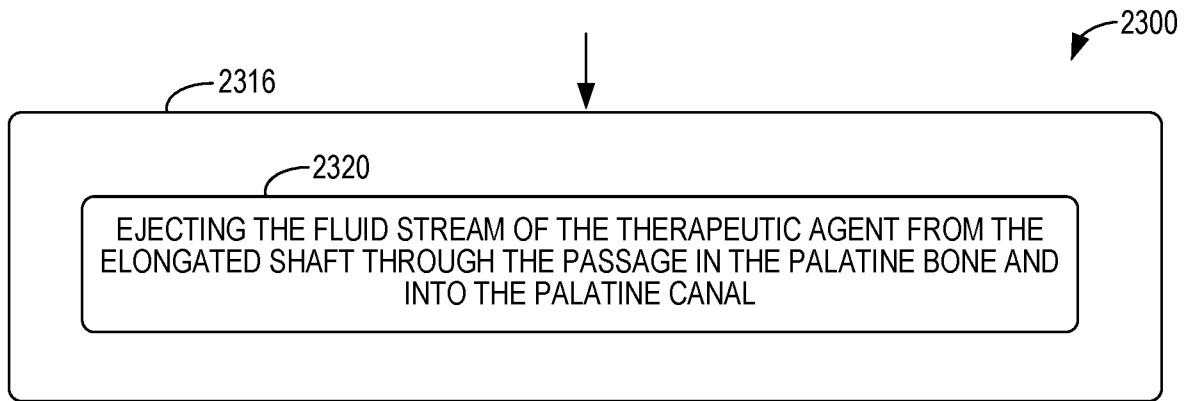 2300
2316
2320
EJECTING THE FLUID STREAM OF THE THERAPEUTIC AGENT FROM THE
ELONGATED SHAFT THROUGH THE PASSAGE IN THE PALATINE BONE AND
INTO THE PALATINE CANAL